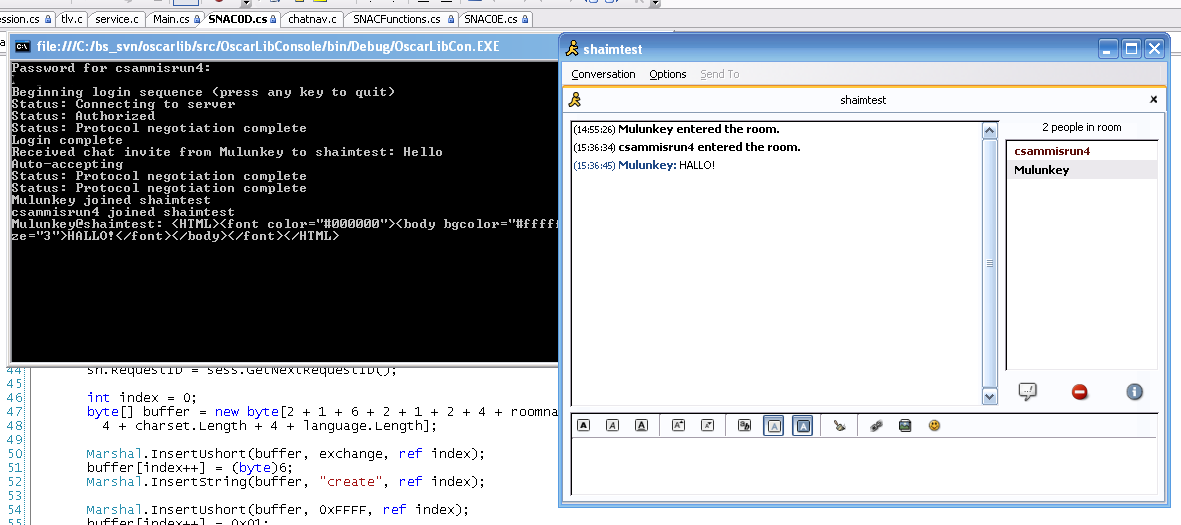 ession.cs tlv.c service.c Main.cs SNAC0D.cs chatnav.c SNACFunctions.cs SNAC0E.cs
file:///C:/bs_svn/oscarlib/src/OscarLibConsole/bin/Debug/OscarLibCon.EXE
Password for csammisrun4:
.
Beginning login sequence (press any key to quit)
Status: Connecting to server
Status: Authorized
Status: Protocol negotiation complete
Login complete
Received chat invite from Mulunkey to shaimtest: Hello
Auto-accepting
Status: Protocol negotiation complete
Status: Protocol negotiation complete
Mulunkey joined shaimtest
csammisrun4 joined shaimtest
Mulunkey@shaimtest: <HTML><font color="#000000"><body bgcolor="#fffff
ze="3">HALLO!</font></body></font></HTML>
shaimtest
Conversation Options Send To
shaimtest x
(14:55:26) Mulunkey entered the room.
(15:36:34) csammisrun4 entered the room.
(15:36:45) Mulunkey: HALLO!
2 people in room
csammisrun4
Mulunkey
44 sh.RequestID = sess.GetNextRequestID();
45
46 int index = 0;
47 byte[] buffer = new byte[2 + 1 + 6 + 2 + 1 + 2 + 4 + roomna
48 4 + charset.Length + 4 + language.Length];
49
50 Marshal.InsertUshort(buffer, exchange, ref index);
51 buffer[index++] = (byte)6;
52 Marshal.InsertString(buffer, "create", ref index);
53
54 Marshal.InsertUshort(buffer, 0xFFFF, ref index);
55 buffer[index++] = 0x01;